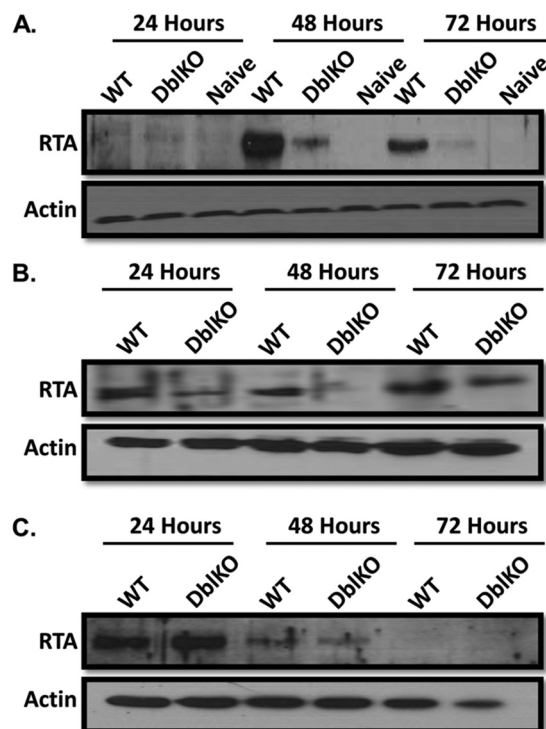 A.
24 Hours 48 Hours 72 Hours
WT DblKO Naive WT DblKO Naive WT DblKO Naive
RTA
Actin
B.
24 Hours 48 Hours 72 Hours
WT DblKO WT DblKO WT DblKO
RTA
Actin
C.
24 Hours 48 Hours 72 Hours
WT DblKO WT DblKO WT DblKO
RTA
Actin